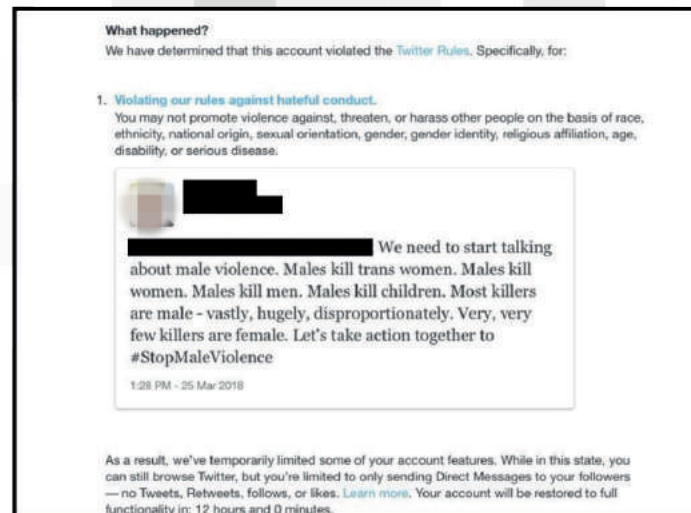 What happened?
We have determined that this account violated the Twitter Rules. Specifically, for:
1. Violating our rules against hateful conduct.
You may not promote violence against, threaten, or harass other people on the basis of race,
ethnicity, national origin, sexual orientation, gender, gender identity, religious affiliation, age,
disability, or serious disease.
We need to start talking
about male violence. Males kill trans women. Males kill
women. Males kill men. Males kill children. Most killers
are male - vastly, hugely, disproportionately. Very, very
few killers are female. Let's take action together to
#StopMaleViolence
1:28 PM - 25 Mar 2018
As a result, we've temporarily limited some of your account features. While in this state, you
can still browse Twitter, but you're limited to only sending Direct Messages to your followers
— no Tweets, Retweets, follows, or likes. Learn more. Your account will be restored to full
functionality in: 12 hours and 0 minutes.